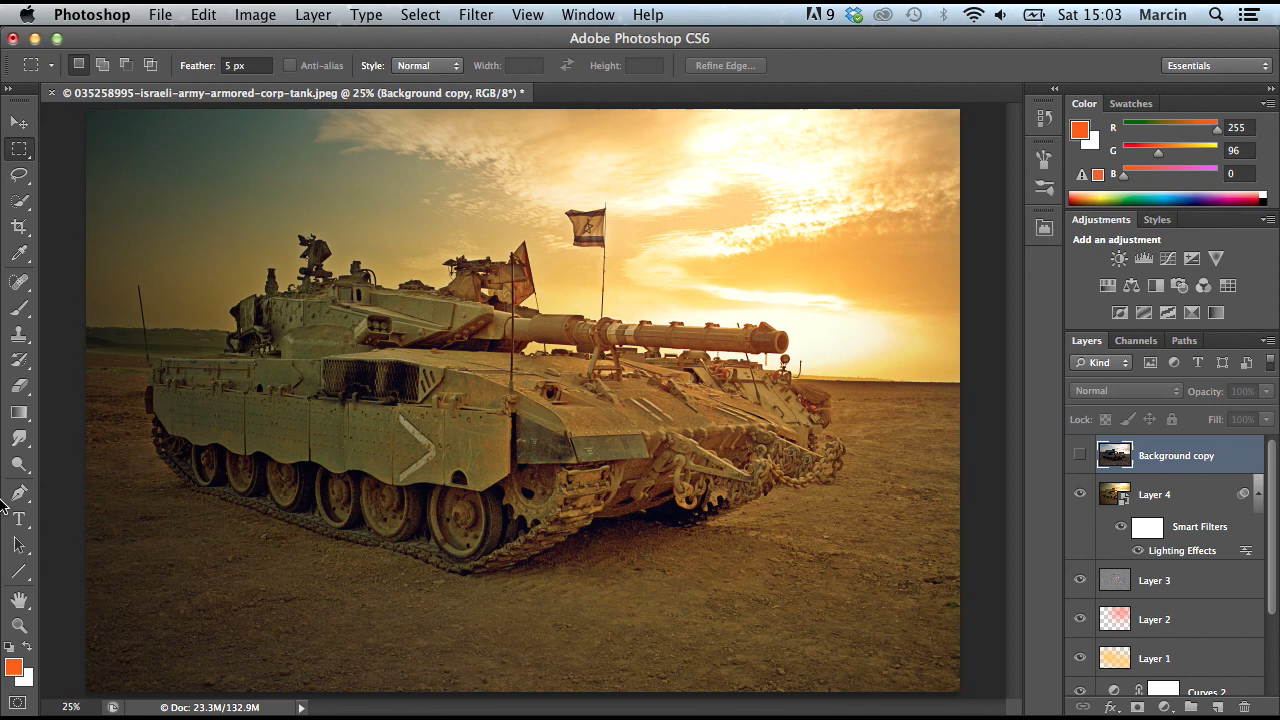 Photoshop File Edit Image Layer Type Select Filter View Window Help 9 Sat 15:03 Marcin
Adobe Photoshop CS6
Feather: 5 px Anti-alias Style: Normal Width: Height: Refine Edge... Essentials
× © 035258995-israeli-army-armored-corp-tank.jpeg @ 25% (Background copy, RGB/8*) *
Color Swatches
R 255
G 96
B 0
Adjustments Styles
Add an adjustment
Layers Channels Paths
Kind
Normal Opacity: 100%
Lock: Fill: 100%
Background copy
Layer 4
Smart Filters
Lighting Effects
Layer 3
Layer 2
Layer 1
Curves 2
25% © Doc: 23.3M/132.9M